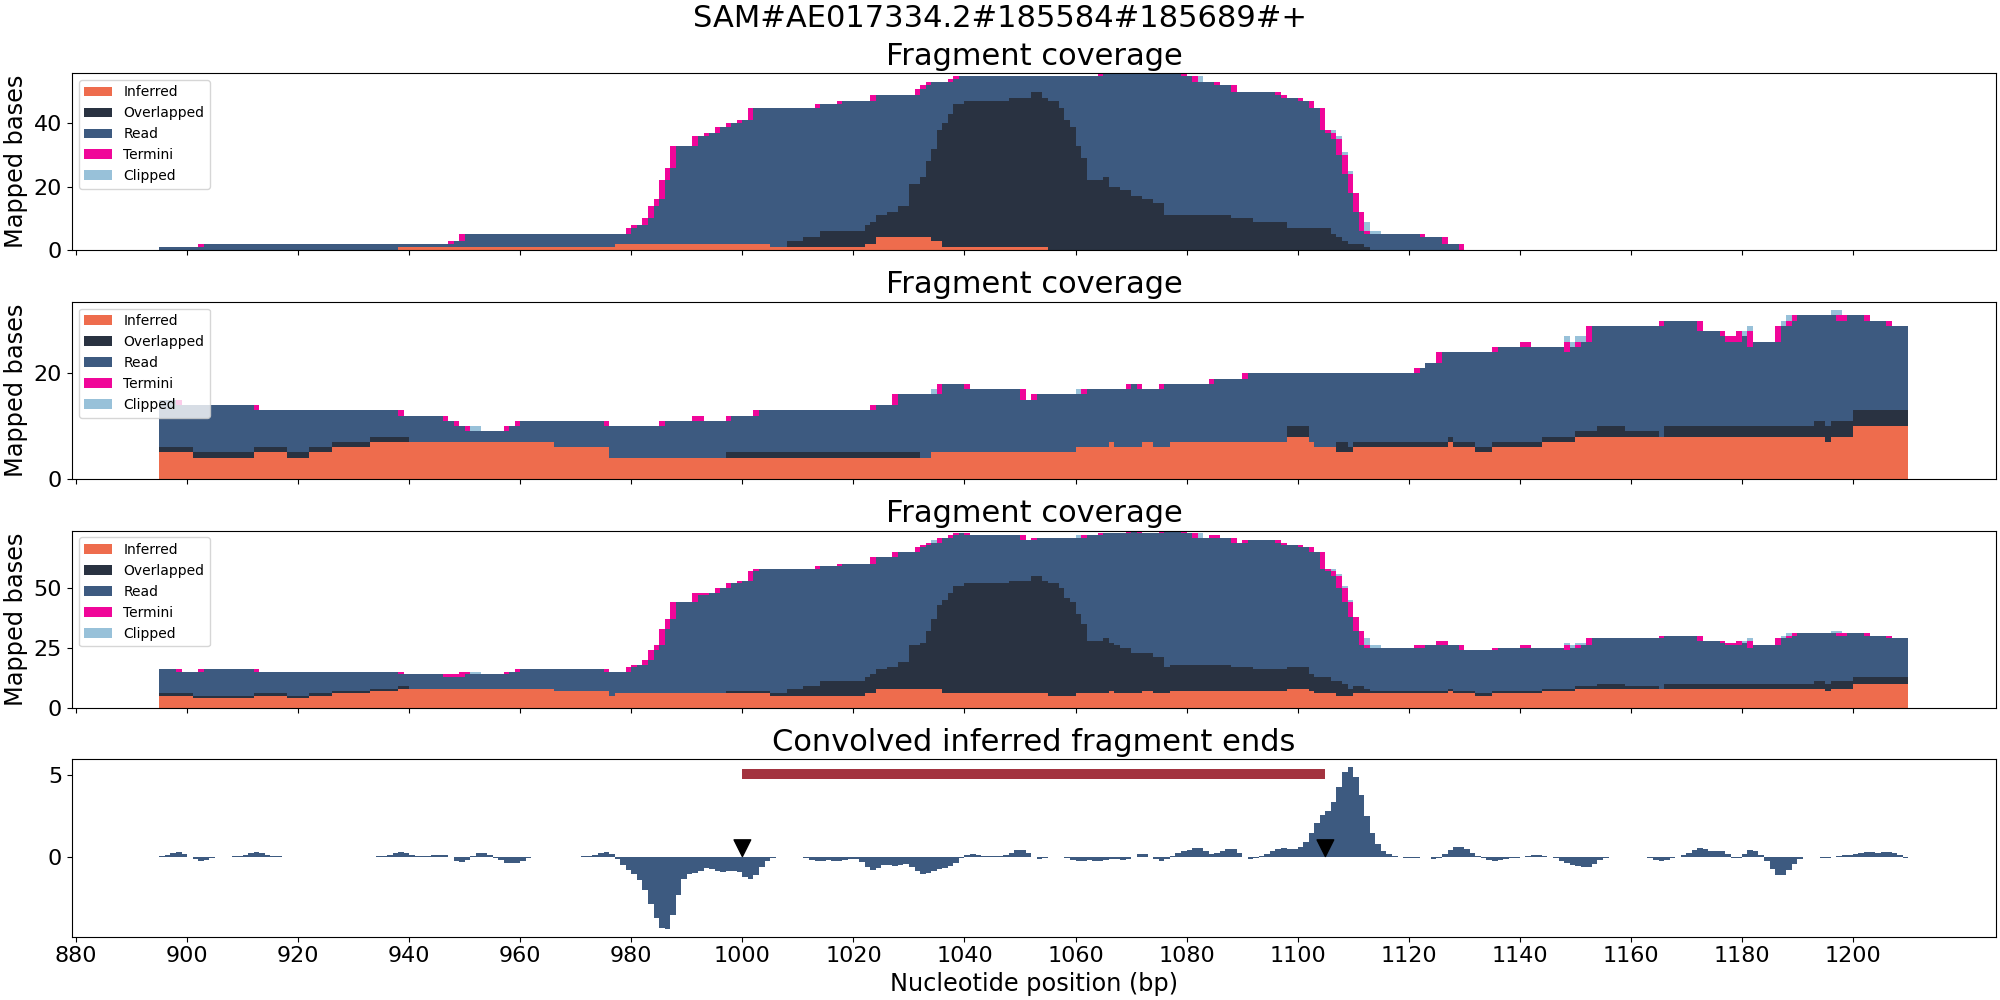 SAM#AE017334.2#185584#185689#+
Fragment coverage
Mapped bases
40
20
0
Inferred
Overlapped
Read
Termini
Clipped
Fragment coverage
Mapped bases
20
0
Inferred
Overlapped
Read
Termini
Clipped
Fragment coverage
Mapped bases
50
25
0
Inferred
Overlapped
Read
Termini
Clipped
Convolved inferred fragment ends
5
0
880 900 920 940 960 980 1000 1020 1040 1060 1080 1100 1120 1140 1160 1180 1200
Nucleotide position (bp)